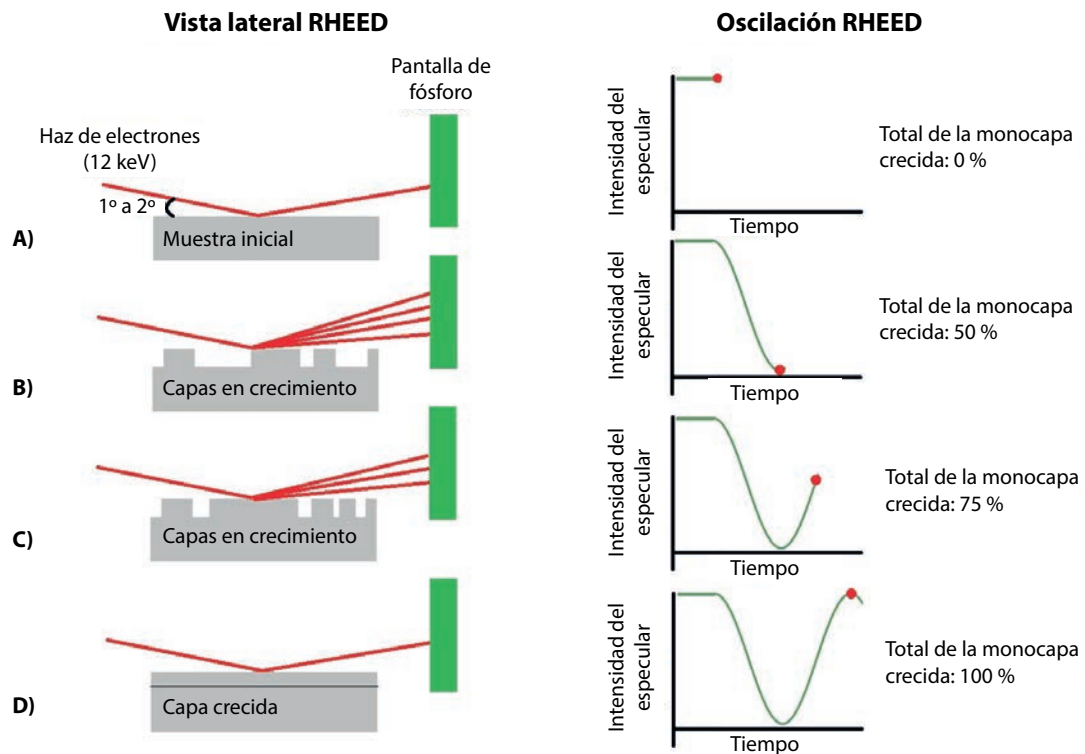 Vista lateral RHEED
Oscilación RHEED
Pantalla de
fósforo
Haz de electrones
(12 keV)
1º a 2º
Muestra inicial
A)
Intensidad del
especular
Tiempo
Total de la monocapa
crecida: 0 %
Capas en crecimiento
B)
Intensidad del
especular
Tiempo
Total de la monocapa
crecida: 50 %
Capas en crecimiento
C)
Intensidad del
especular
Tiempo
Total de la monocapa
crecida: 75 %
Capa crecida
D)
Intensidad del
especular
Tiempo
Total de la monocapa
crecida: 100 %